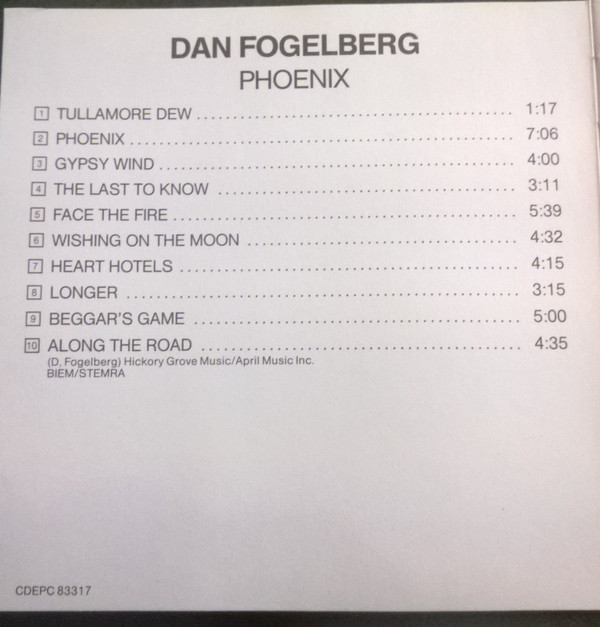 DAN FOGELBERG
PHOENIX
1 TULLAMORE DEW 1:17
2 PHOENIX 7:06
3 GYPSY WIND 4:00
4 THE LAST TO KNOW 3:11
5 FACE THE FIRE 5:39
6 WISHING ON THE MOON 4:32
7 HEART HOTELS 4:15
8 LONGER 3:15
9 BEGGAR'S GAME 5:00
10 ALONG THE ROAD 4:35
(D, Fogelberg) Hickory Grove Music/April Music Inc.
BIEM/STEMRA
CDEPC 83317